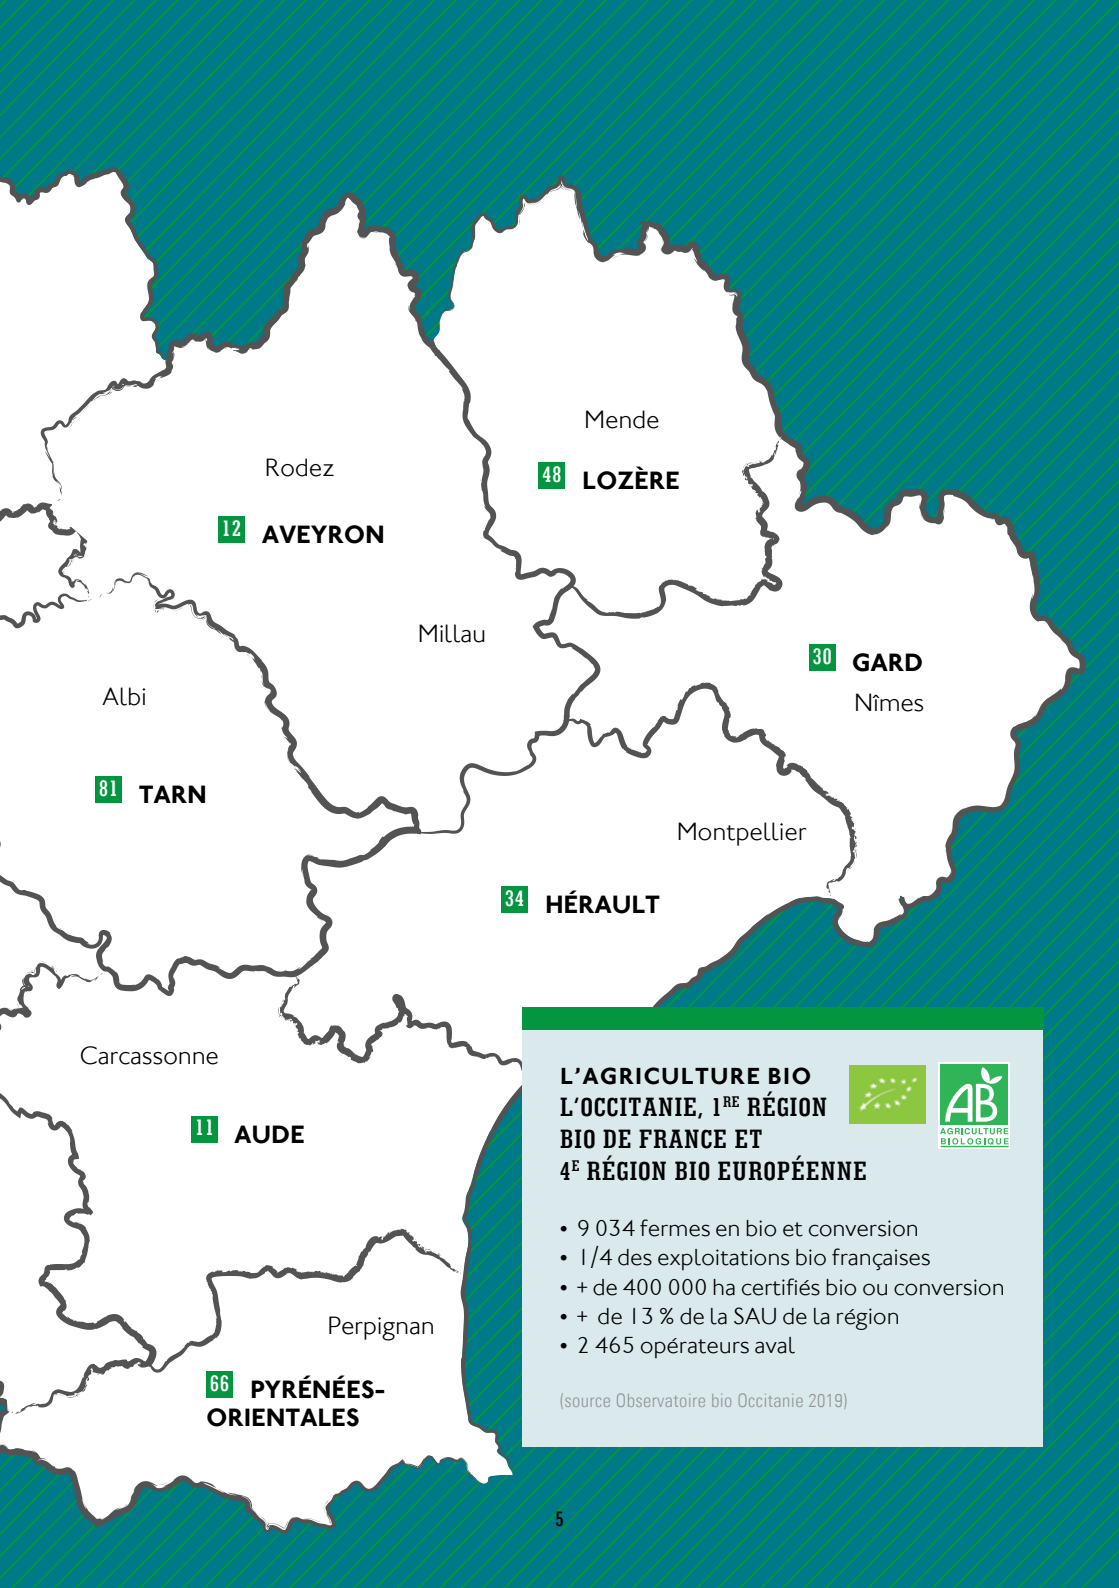 Mende
48 LOZÈRE
Rodez
12 AVEYRON
Millau
30 GARD
Nîmes
Albi
81 TARN
Montpellier
34 HÉRAULT
Carcassonne
11 AUDE
Perpignan
66 PYRÉNÉES-
ORIENTALES
L’AGRICULTURE BIO
L’OCCITANIE, 1RE RÉGION
BIO DE FRANCE ET
4E RÉGION BIO EUROPÉENNE
AB
AGRICULTURE
BIOLOGIQUE
• 9 034 fermes en bio et conversion
• 1/4 des exploitations bio françaises
• + de 400 000 ha certifiés bio ou conversion
• + de 13 % de la SAU de la région
• 2 465 opérateurs aval
(source Observatoire bio Occitanie 2019)
5